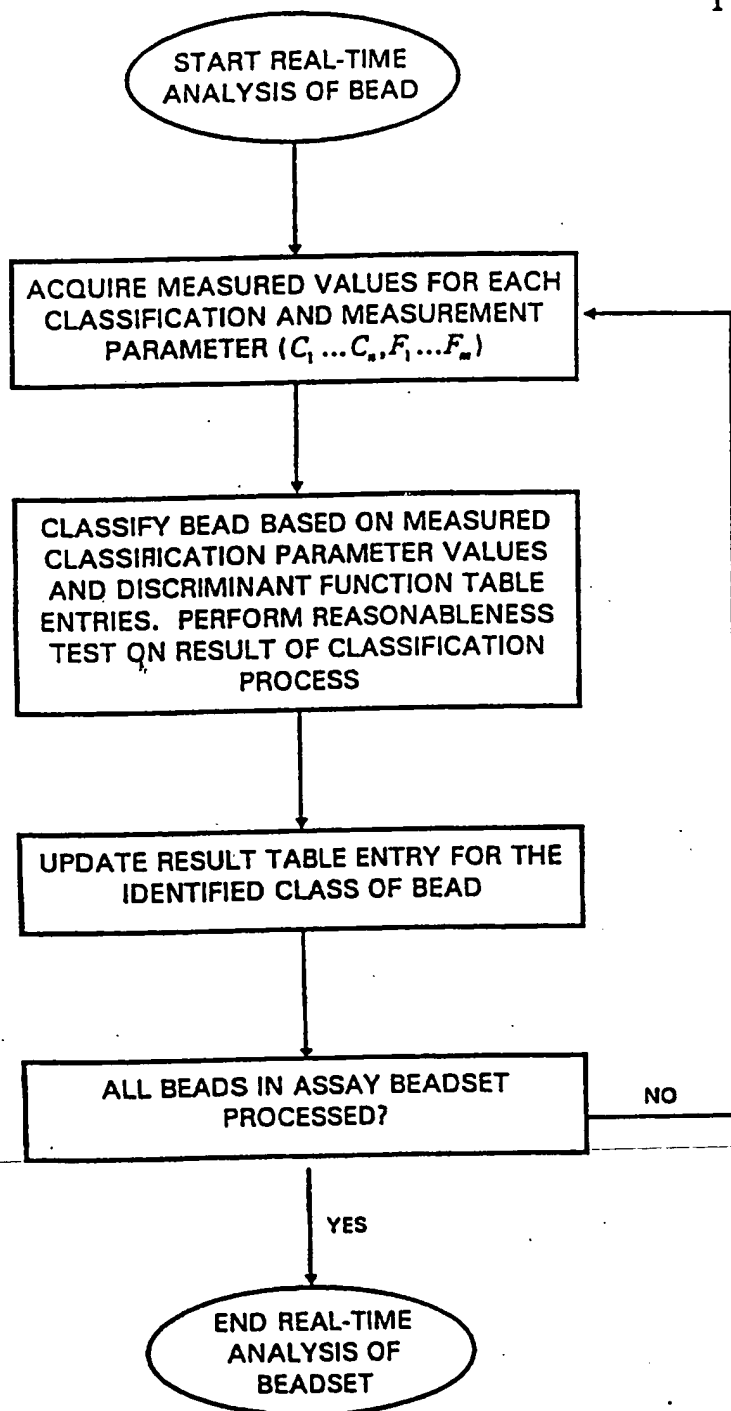 START REAL-TIME
ANALYSIS OF BEAD
ACQUIRE MEASURED VALUES FOR EACH
CLASSIFICATION AND MEASUREMENT
PARAMETER (C₁ ...Cₙ,F₁...Fₘ)
CLASSIFY BEAD BASED ON MEASURED
CLASSIFICATION PARAMETER VALUES
AND DISCRIMINANT FUNCTION TABLE
ENTRIES. PERFORM REASONABLENESS
TEST ON RESULT OF CLASSIFICATION
PROCESS
UPDATE RESULT TABLE ENTRY FOR THE
IDENTIFIED CLASS OF BEAD
ALL BEADS IN ASSAY BEADSET
PROCESSED?
NO
YES
END REAL-TIME
ANALYSIS OF
BEADSET